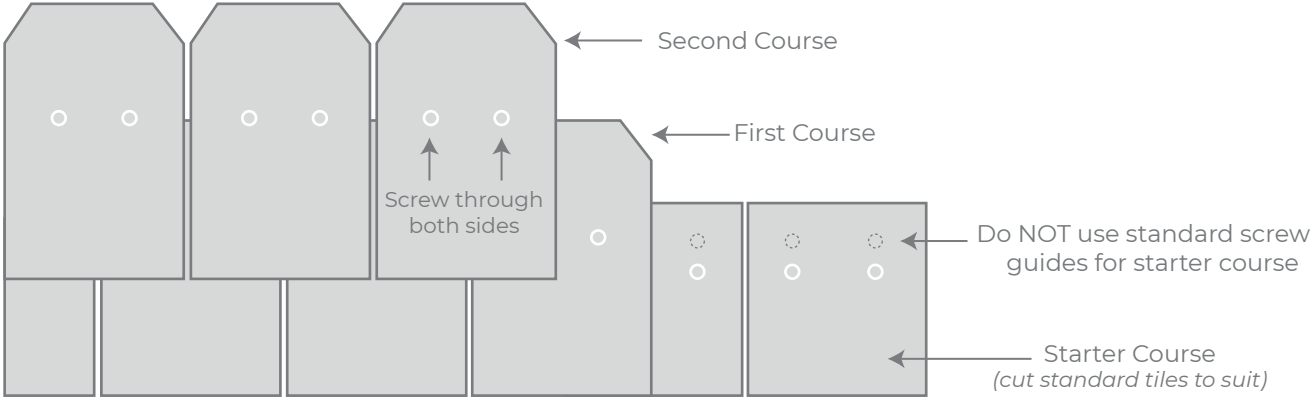 Second Course
First Course
Screw through
both sides
Do NOT use standard screw
guides for starter course
Starter Course
(cut standard tiles to suit)